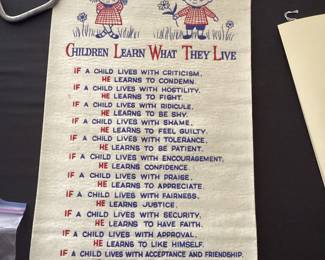 CHILDREN LEARN WHAT THEY LIVE
IF A CHILD LIVES WITH CRITICISM,
HE LEARNS TO CONDEMN.
IF A CHILD LIVES WITH HOSTILITY,
HE LEARNS TO FIGHT.
IF A CHILD LIVES WITH RIDICULE,
HE LEARNS TO BE SHY.
IF A CHILD LIVES WITH SHAME,
HE LEARNS TO FEEL GUILTY.
IF A CHILD LIVES WITH TOLERANCE,
HE LEARNS TO BE PATIENT.
IF A CHILD LIVES WITH ENCOURAGEMENT,
HE LEARNS CONFIDENCE.
IF A CHILD LIVES WITH PRAISE,
HE LEARNS TO APPRECIATE.
IF A CHILD LIVES WITH FAIRNESS,
HE LEARNS JUSTICE.
IF A CHILD LIVES WITH SECURITY,
HE LEARNS TO HAVE FAITH.
IF A CHILD LIVES WITH APPROVAL,
HE LEARNS TO LIKE HIMSELF.
IF A CHILD LIVES WITH ACCEPTANCE AND FRIENDSHIP,